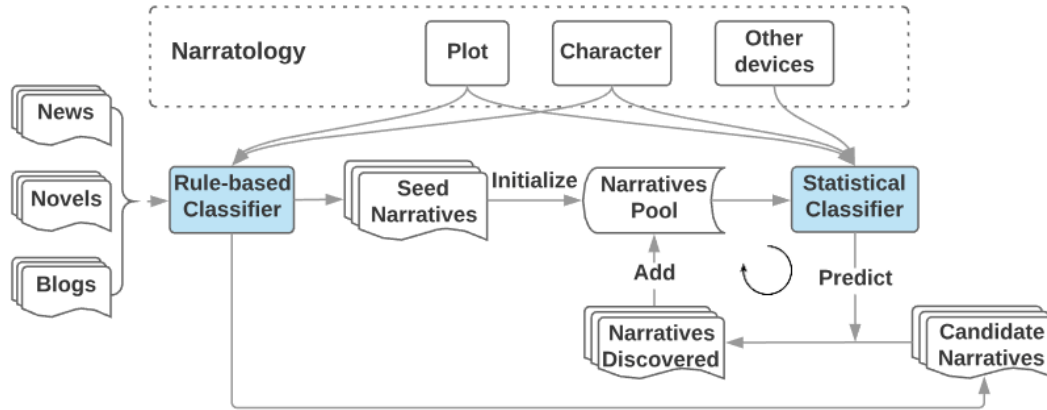 Narratology
Plot
Character
Other
devices
News
Novels
Blogs
Rule-based
Classifier
Seed
Narratives
Initialize
Narratives
Pool
Statistical
Classifier
Add
Predict
Narratives
Discovered
Candidate
Narratives